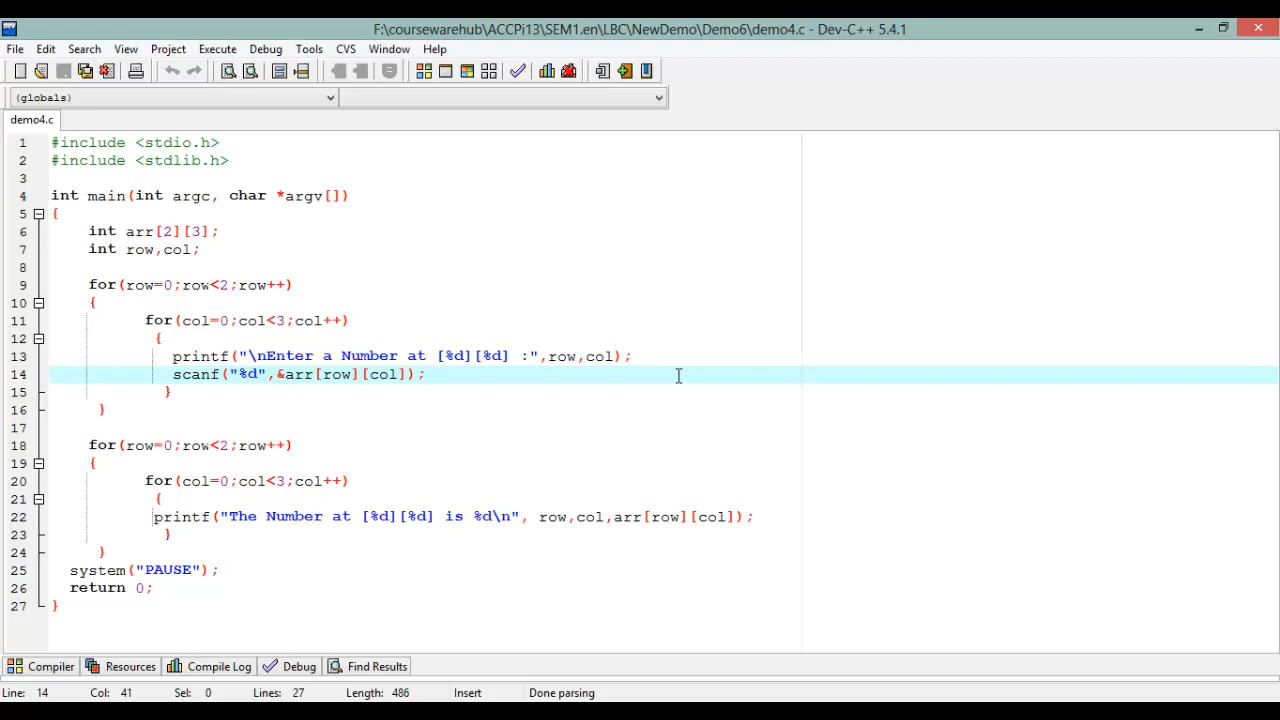 F:\coursewarehub\ACCPi13\SEM1.en\LBC\NewDemo\Demo6\demo4.c - Dev-C++ 5.4.1
File Edit Search View Project Execute Debug Tools CVS Window Help
(globals)
demo4.c
1 #include <stdio.h>
2 #include <stdlib.h>
3
4 int main(int argc, char *argv[])
5 {
6 int arr[2][3];
7 int row,col;
8
9 for(row=0;row<2;row++)
10 {
11 for(col=0;col<3;col++)
12 {
13 printf("\nEnter a Number at [%d][%d] :",row,col);
14 scanf("%d",&arr[row][col]);
15 }
16 }
17
18 for(row=0;row<2;row++)
19 {
20 for(col=0;col<3;col++)
21 {
22 printf("The Number at [%d][%d] is %d\n", row,col,arr[row][col]);
23 }
24 }
25 system("PAUSE");
26 return 0;
27 }
Compiler Resources Compile Log Debug Find Results
Line: 14 Col: 41 Sel: 0 Lines: 27 Length: 486 Insert Done parsing